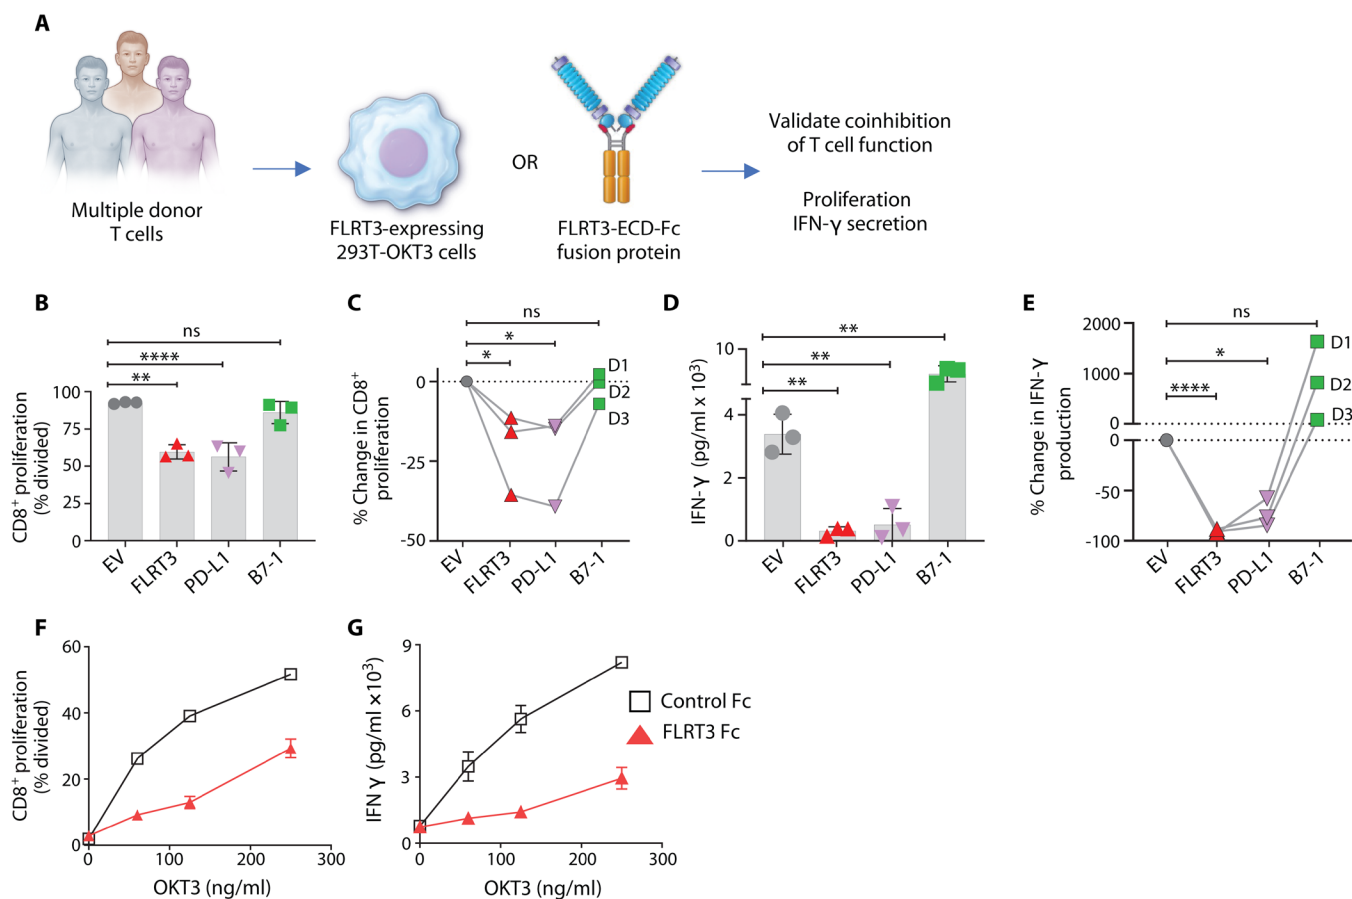 A
Multiple donor
T cells
FLRT3-expressing
293T-OKT3 cells
OR
FLRT3-ECD-Fc
fusion protein
Validate coinhibition
of T cell function
Proliferation
IFN-γ secretion
B
ns
****
**
100
75
50
25
0
CD8⁺ proliferation
(% divided)
EV
FLRT3
PD-L1
B7-1
C
ns
*
*
0
-25
-50
% Change in CD8⁺
proliferation
D1
D2
D3
EV
FLRT3
PD-L1
B7-1
D
**
**
**
10
4
2
0
IFN-γ (pg/ml x 10³)
EV
FLRT3
PD-L1
B7-1
E
ns
*
****
2000
1000
0
0
-50
-100
% Change in IFN-γ
production
D1
D2
D3
EV
FLRT3
PD-L1
B7-1
F
60
40
20
0
CD8⁺ proliferation
(% divided)
0
100
200
300
OKT3 (ng/ml)
G
9
6
3
0
IFN γ (pg/ml ×10³)
0
100
200
300
OKT3 (ng/ml)
Control Fc
FLRT3 Fc